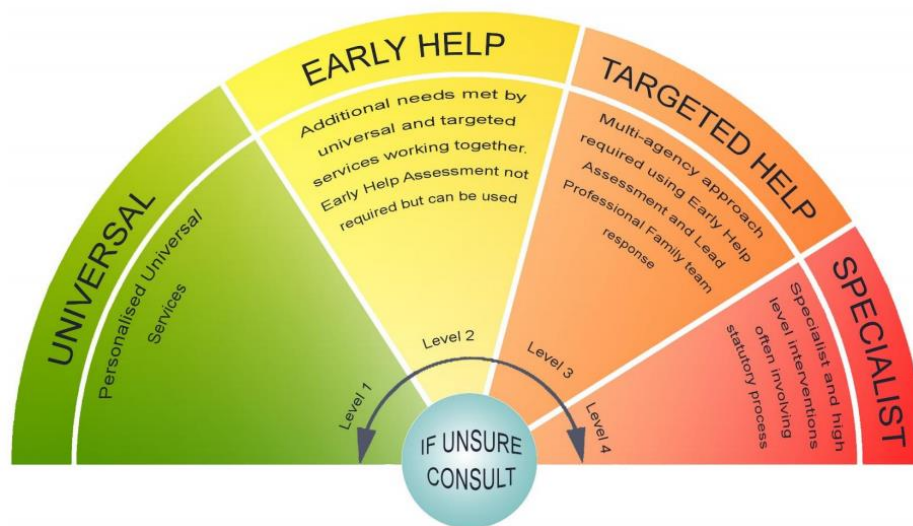 UNIVERSAL
Personalised Universal
Services
Level 1
EARLY HELP
Additional needs met by
universal and targeted
services working together.
Early Help Assessment not
required but can be used
Level 2
TARGETED HELP
Multi-agency approach
required using Early Help
Assessment and Lead
Professional Family team
response
Level 3
SPECIALIST
Specialist and high
level interventions
often involving
statutory process
Level 4
IF UNSURE
CONSULT